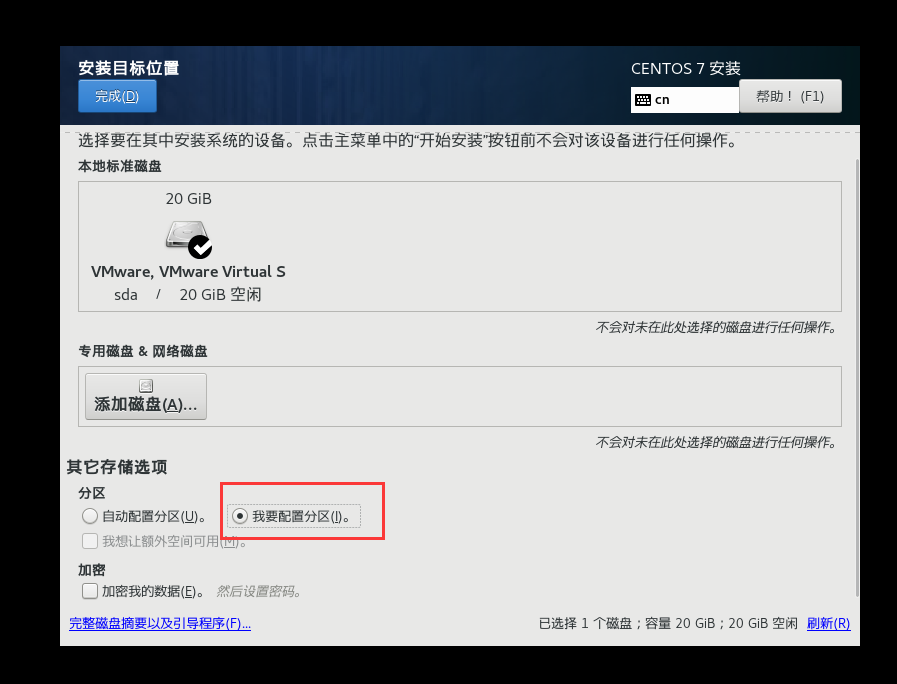 安装目标位置
CENTOS 7 安装
完成(D)
cn
帮助！ (F1)
选择要在其中安装系统的设备。点击主菜单中的“开始安装”按钮前不会对该设备进行任何操作。
本地标准磁盘
20 GiB
VMware, VMware Virtual S
sda / 20 GiB 空闲
不会对未在此处选择的磁盘进行任何操作。
专用磁盘 & 网络磁盘
添加磁盘(A)...
不会对未在此处选择的磁盘进行任何操作。
其它存储选项
分区
自动配置分区(U)。 我要配置分区(I)。
我想让额外空间可用(M)。
加密
加密我的数据(E)。 然后设置密码。
完整磁盘摘要以及引导程序(F)... 已选择 1 个磁盘；容量 20 GiB；20 GiB 空闲 刷新(R)